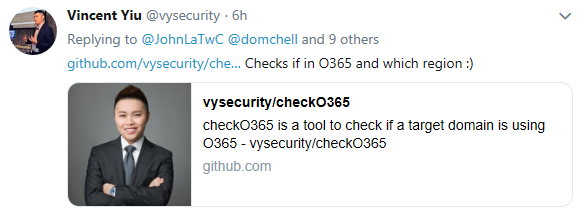 Vincent Yiu @vysecurity · 6h
Replying to @JohnLaTwC @domchell and 9 others
github.com/vysecurity/che... Checks if in O365 and which region :)
vysecurity/checkO365
checkO365 is a tool to check if a target domain is using
O365 - vysecurity/checkO365
github.com